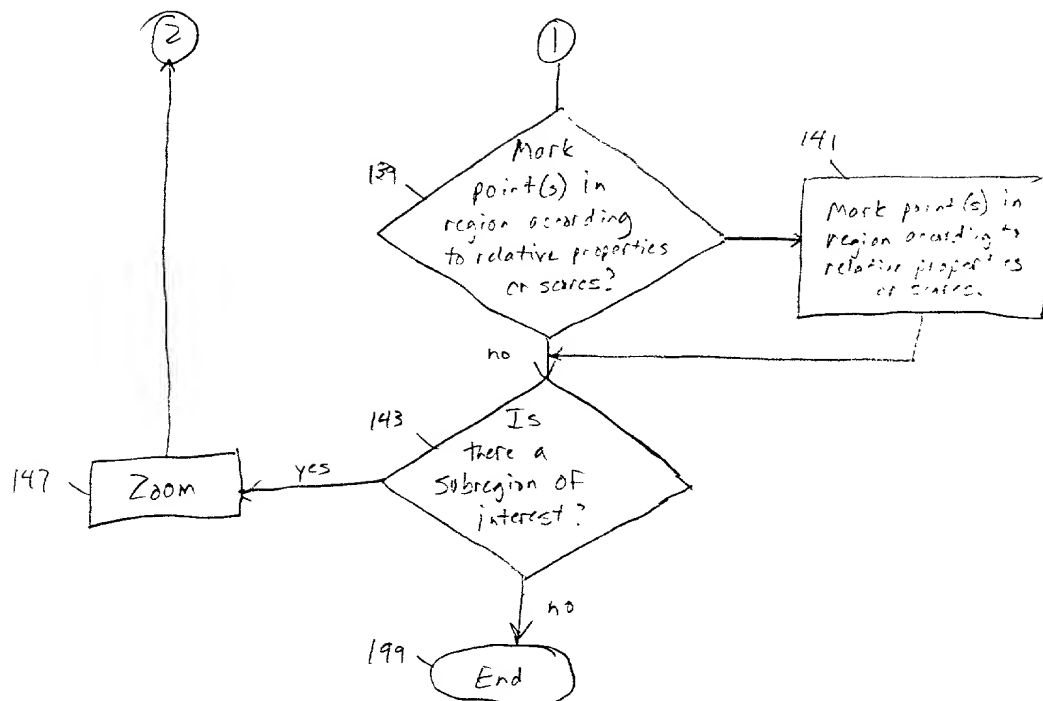 2
1
139
Mark
point(s) in
region according
to relative properties
or scores?
141
Mark point(s) in
region according to
relative properties
or scores.
no
143
Is
there a
subregion of
interest?
yes
147
Zoom
no
199
End